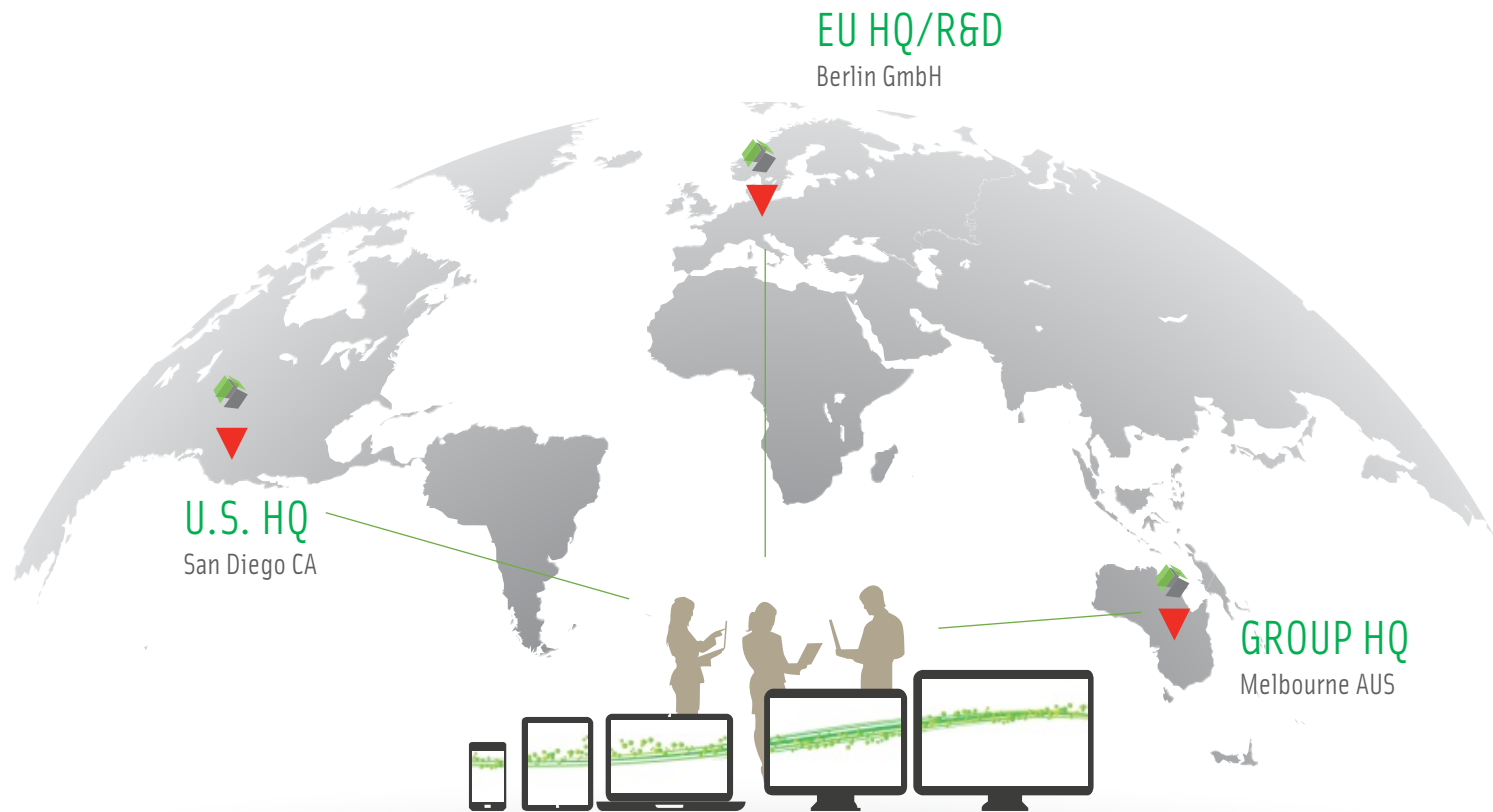 EU HQ/R&D
Berlin GmbH
U.S. HQ
San Diego CA
GROUP HQ
Melbourne AUS